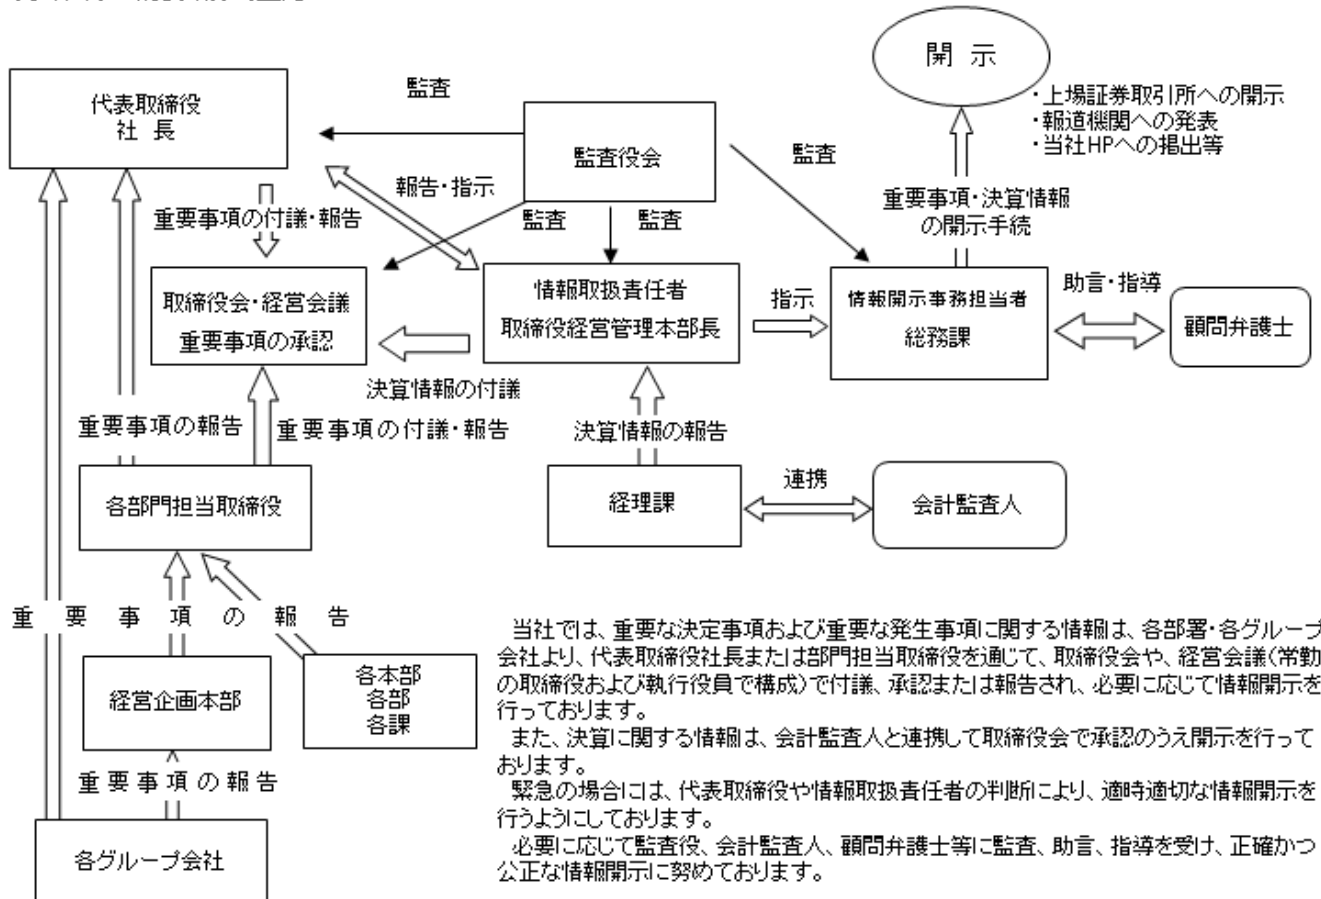 開 示
・上場証券取引所への開示
・報道機関への発表
・当社HPへの掲出等
代表取締役
社 長
監査
監査役会
監査
報告・指示
重要事項の付議・報告
監査
監査
重要事項・決算情報
の開示手続
取締役会・経営会議
重要事項の承認
情報取扱責任者
取締役経営管理本部長
指示
情報開示事務担当者
総務課
助言・指導
顧問弁護士
決算情報の付議
重要事項の報告
重要事項の付議・報告
決算情報の報告
各部門担当取締役
経理課
連携
会計監査人
重 要 事 項 の 報 告
経営企画本部
各本部
各部
各課
重要事項の報告
各グループ会社
当社では、重要な決定事項および重要な発生事項に関する情報は、各部署・各グループ
会社より、代表取締役社長または部門担当取締役を通じて、取締役会や、経営会議(常勤
の取締役および執行役員で構成)で付議、承認または報告され、必要に応じて情報開示を
行っております。
また、決算に関する情報は、会計監査人と連携して取締役会で承認のうえ開示を行って
おります。
緊急の場合には、代表取締役や情報取扱責任者の判断により、適時適切な情報開示を
行うようにしております。
必要に応じて監査役、会計監査人、顧問弁護士等に監査、助言、指導を受け、正確かつ
公正な情報開示に努めております。